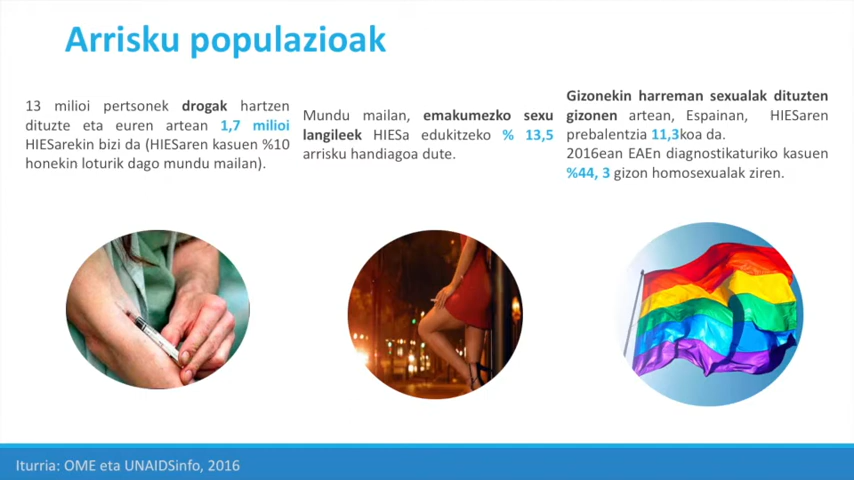 Arrisku populazioak
13 milioi pertsonek drogak hartzen
dituzte eta euren artean 1,7 milioi
HIESarekin bizi da (HIESaren kasuen %10
honekin loturik dago mundu mailan).
Mundu mailan, emakumezko sexu
langileek HIESa edukitzeko % 13,5
arrisku handiagoa dute.
Gizonekin harreman sexualak dituzten
gizonen artean, Espainan, HIESaren
prebalentzia 11,3koa da.
2016ean EAEn diagnostikaturiko kasuen
%44, 3 gizon homosexualak ziren.
Iturria: OME eta UNAIDSinfo, 2016